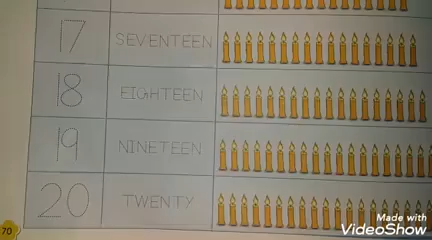 17 SEVENTEEN
18 EIGHTEEN
19 NINETEEN
20 TWENTY
70
Made with
VideoShow